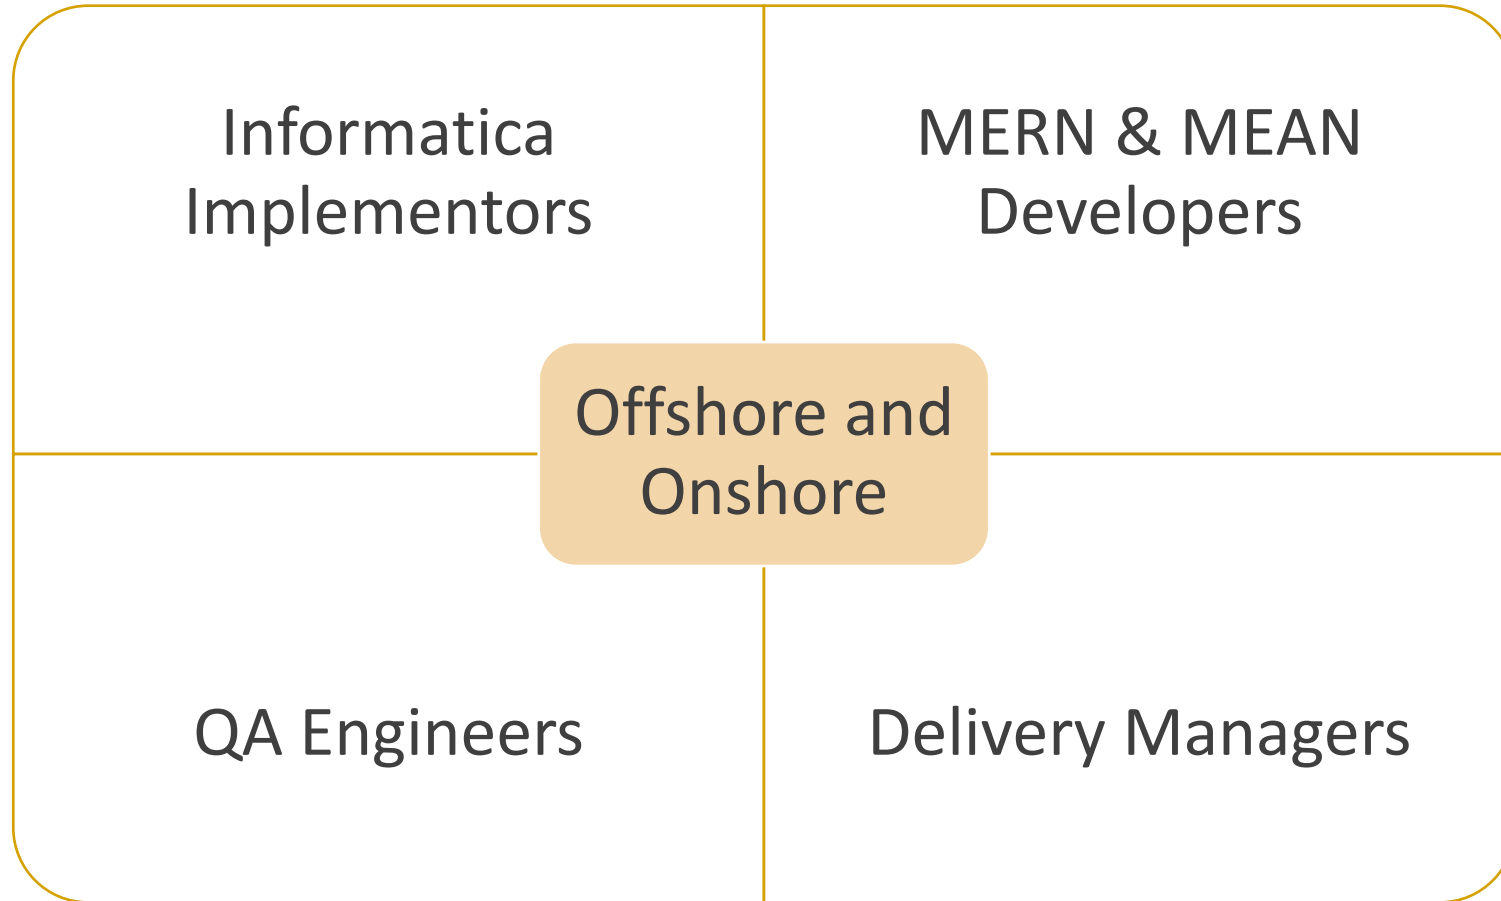 Informatica
Implementors
MERN & MEAN
Developers
Offshore and
Onshore
QA Engineers
Delivery Managers